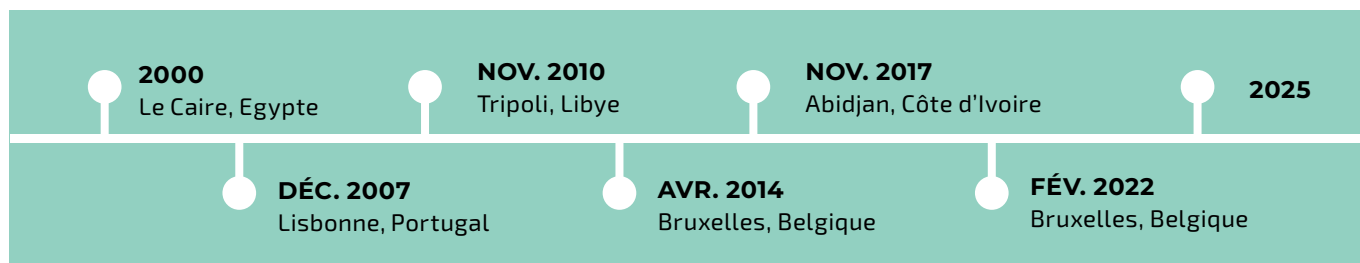 2000
Le Caire, Egypte
NOV. 2010
Tripoli, Libye
NOV. 2017
Abidjan, Côte d'Ivoire
2025
DÉC. 2007
Lisbonne, Portugal
AVR. 2014
Bruxelles, Belgique
FÉV. 2022
Bruxelles, Belgique